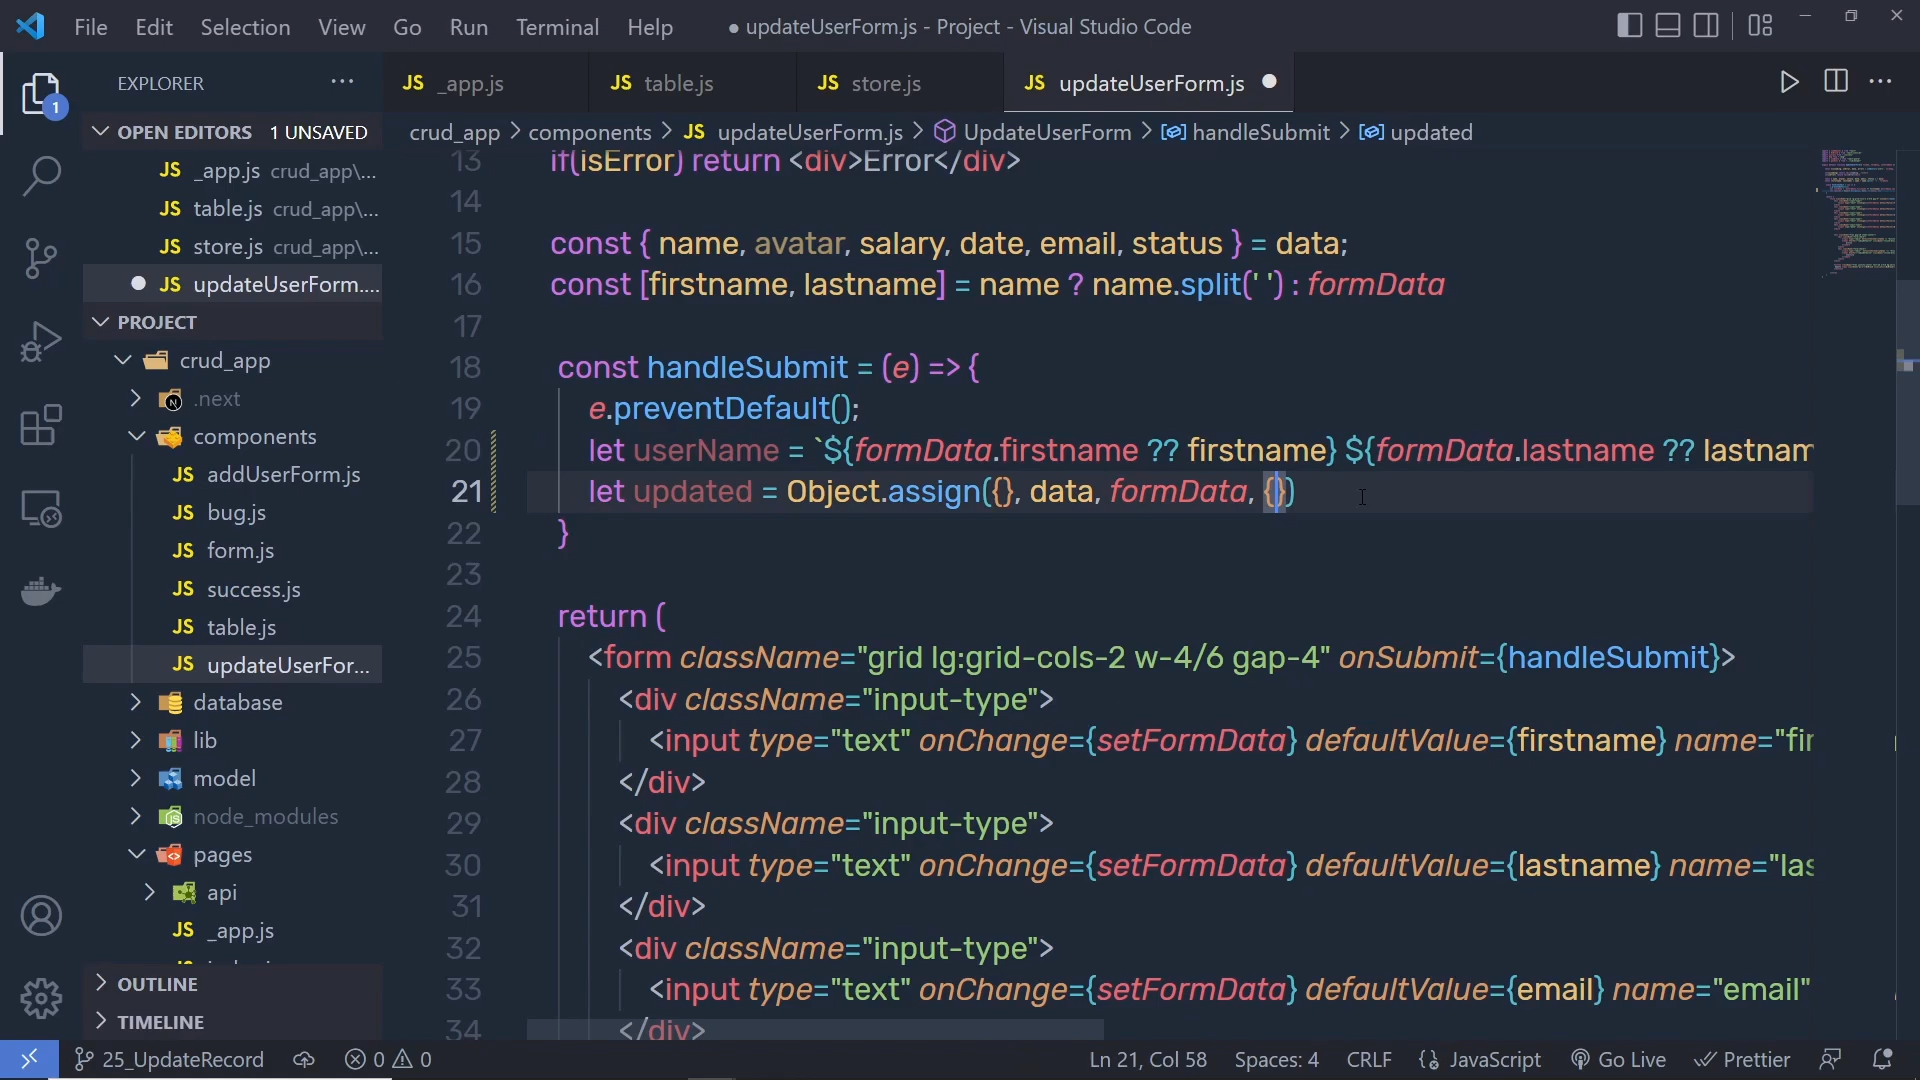 File Edit Selection View Go Run Terminal Help
● updateUserForm.js - Project - Visual Studio Code
EXPLORER ...
JS _app.js
JS table.js
JS store.js
JS updateUserForm.js
1
OPEN EDITORS 1 UNSAVED
JS _app.js crud_app\...
JS table.js crud_app\...
JS store.js crud_app\...
JS updateUserForm....
PROJECT
crud_app
.next
components
JS addUserForm.js
JS bug.js
JS form.js
JS success.js
JS table.js
JS updateUserFor...
database
lib
model
node_modules
pages
api
JS _app.js
OUTLINE
TIMELINE
crud_app > components > JS updateUserForm.js > UpdateUserForm > handleSubmit > updated
13 if(isError) return <div>Error</div>
14
15 const { name, avatar, salary, date, email, status } = data;
16 const [firstname, lastname] = name ? name.split(' ') : formData
17
18 const handleSubmit = (e) => {
19 e.preventDefault();
20 let userName = `${formData.firstname ?? firstname} ${formData.lastname ?? lastnam
21 let updated = Object.assign({}, data, formData, {})
22 }
23
24 return (
25 <form className="grid lg:grid-cols-2 w-4/6 gap-4" onSubmit={handleSubmit}>
26 <div className="input-type">
27 <input type="text" onChange={setFormData} defaultValue={firstname} name="fir
28 </div>
29 <div className="input-type">
30 <input type="text" onChange={setFormData} defaultValue={lastname} name="las
31 </div>
32 <div className="input-type">
33 <input type="text" onChange={setFormData} defaultValue={email} name="email"
34 </div>
25_UpdateRecord 0 0 Ln 21, Col 58 Spaces: 4 CRLF JavaScript Go Live Prettier